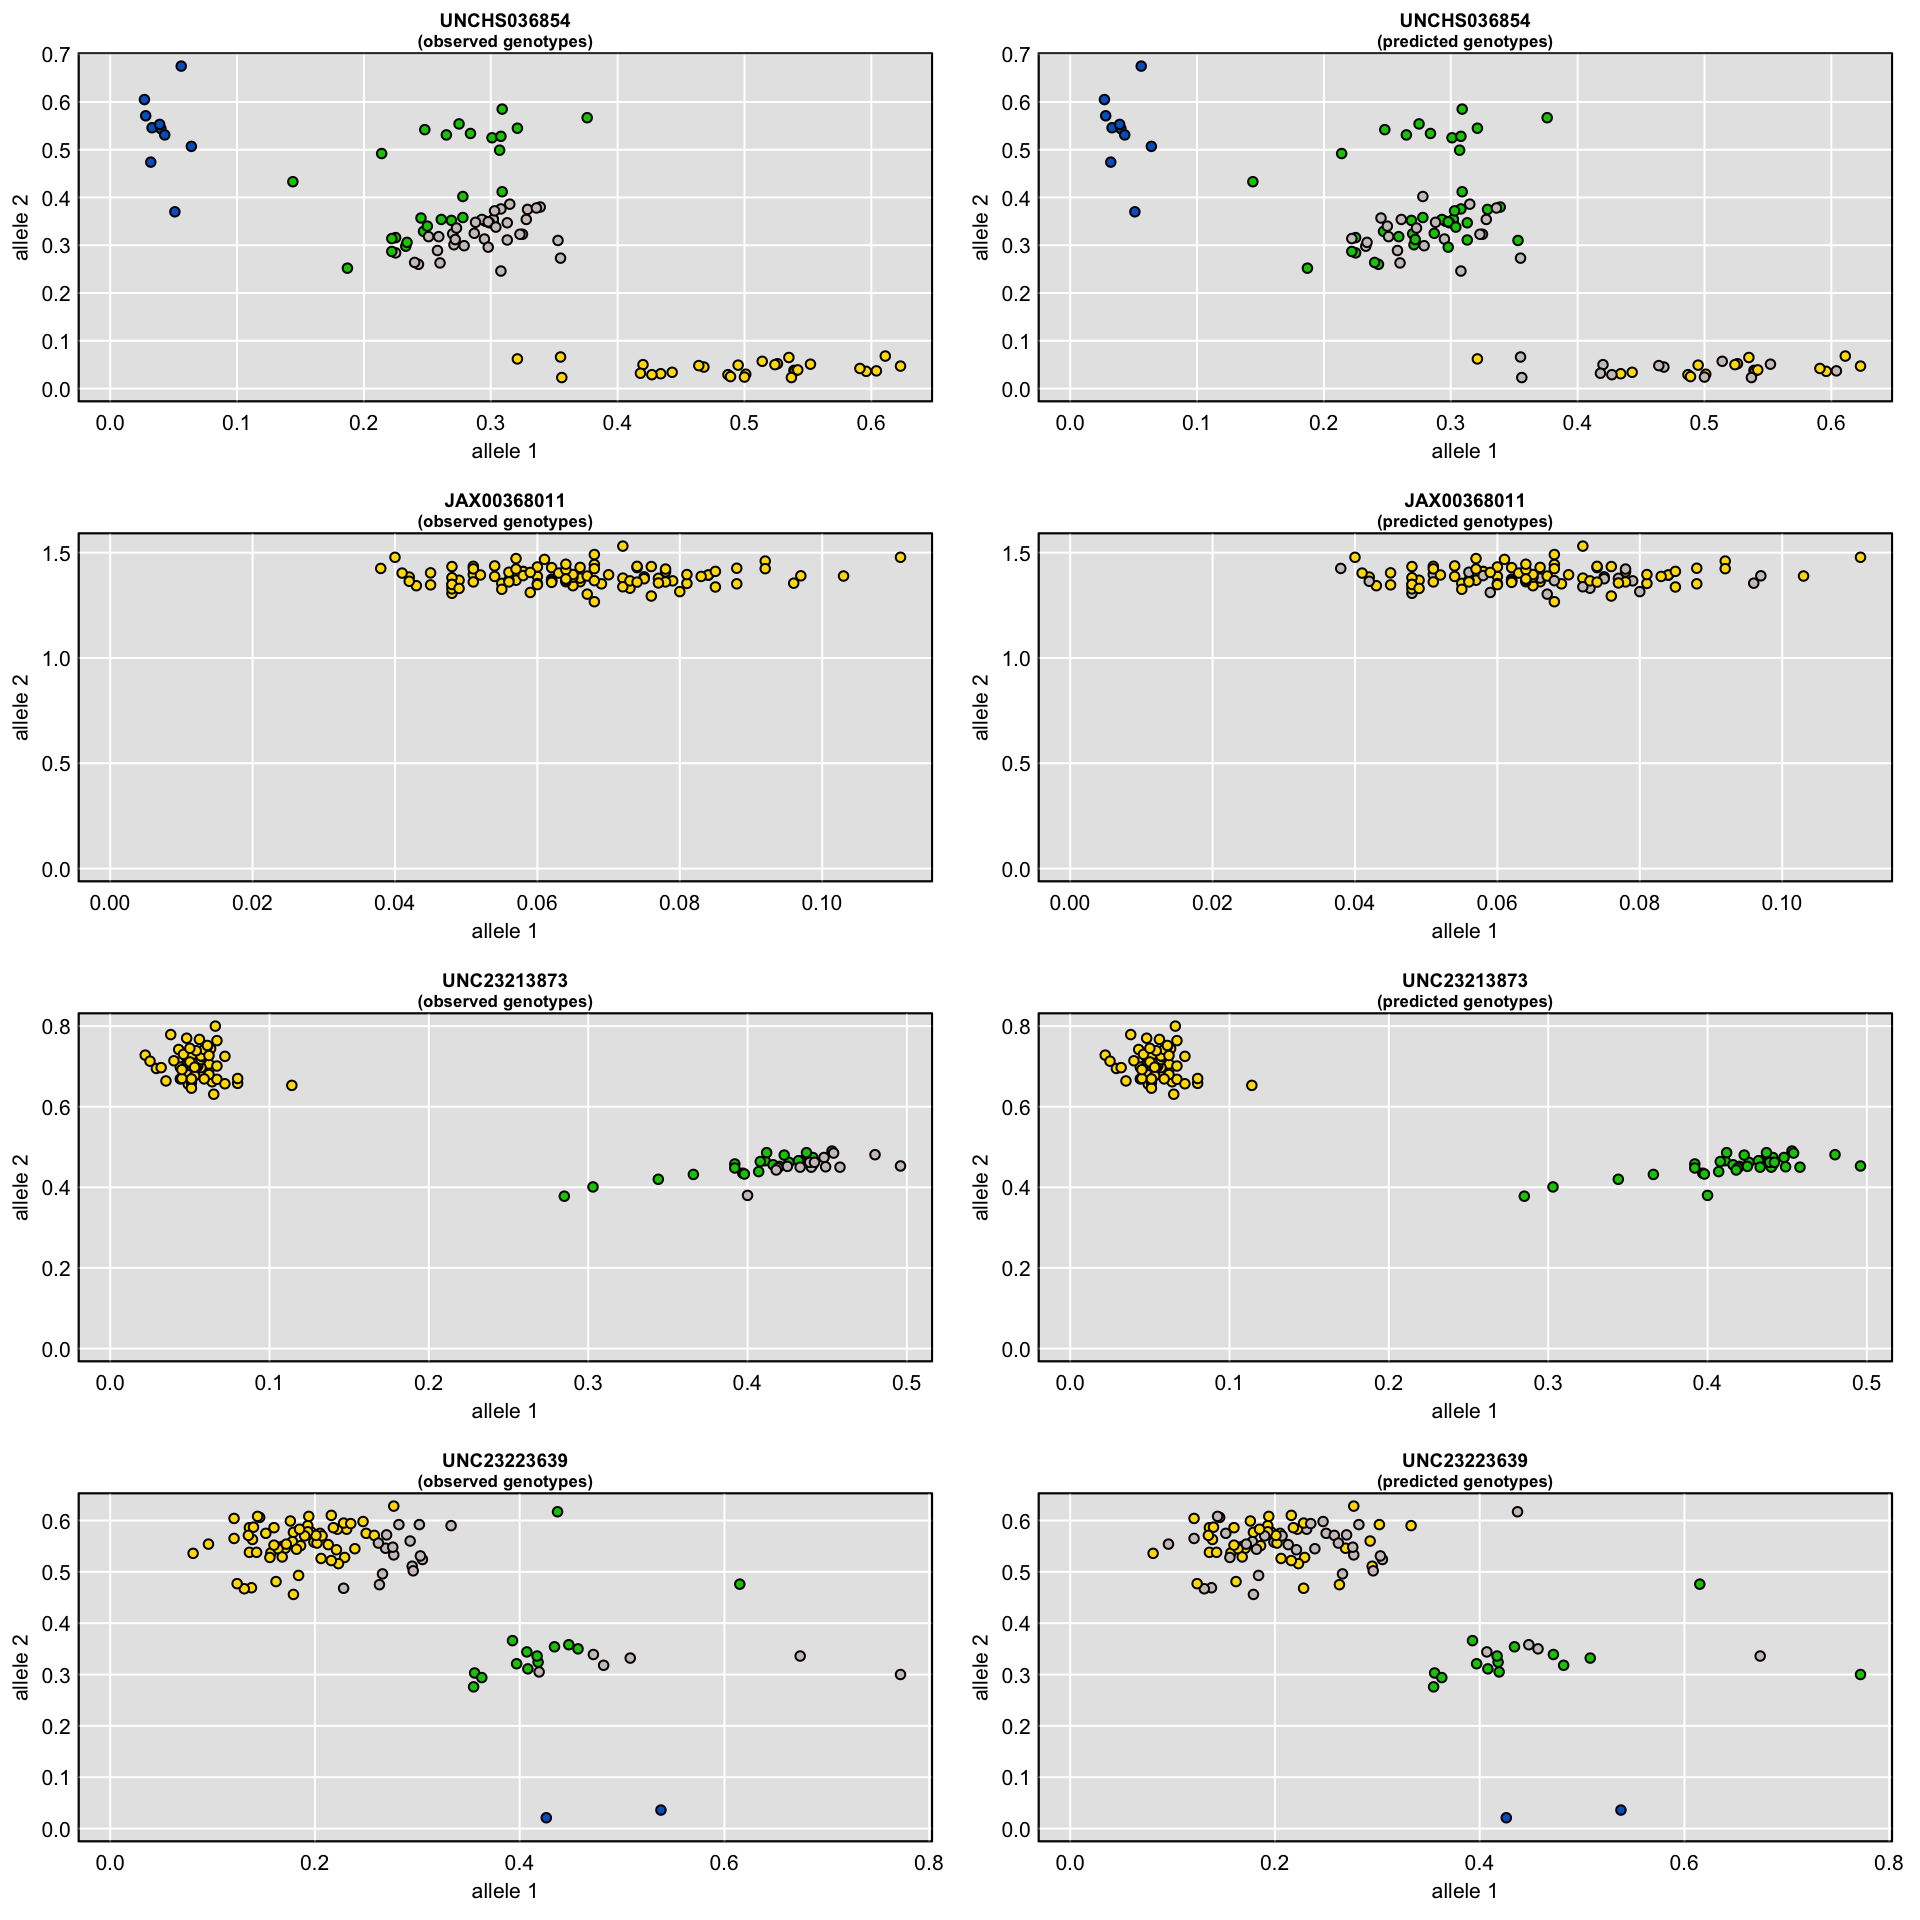 UNCHS036854
(observed genotypes)
0.7
0.6
0.5
0.4
0.3
0.2
0.1
0.0
allele 2
0.0 0.1 0.2 0.3 0.4 0.5 0.6
allele 1
UNCHS036854
(predicted genotypes)
0.7
0.6
0.5
0.4
0.3
0.2
0.1
0.0
allele 2
0.0 0.1 0.2 0.3 0.4 0.5 0.6
allele 1
JAX00368011
(observed genotypes)
1.5
1.0
0.5
0.0
allele 2
0.00 0.02 0.04 0.06 0.08 0.10
allele 1
JAX00368011
(predicted genotypes)
1.5
1.0
0.5
0.0
allele 2
0.00 0.02 0.04 0.06 0.08 0.10
allele 1
UNC23213873
(observed genotypes)
0.8
0.6
0.4
0.2
0.0
allele 2
0.0 0.1 0.2 0.3 0.4 0.5
allele 1
UNC23213873
(predicted genotypes)
0.8
0.6
0.4
0.2
0.0
allele 2
0.0 0.1 0.2 0.3 0.4 0.5
allele 1
UNC23223639
(observed genotypes)
0.6
0.5
0.4
0.3
0.2
0.1
0.0
allele 2
0.0 0.2 0.4 0.6 0.8
allele 1
UNC23223639
(predicted genotypes)
0.6
0.5
0.4
0.3
0.2
0.1
0.0
allele 2
0.0 0.2 0.4 0.6 0.8
allele 1